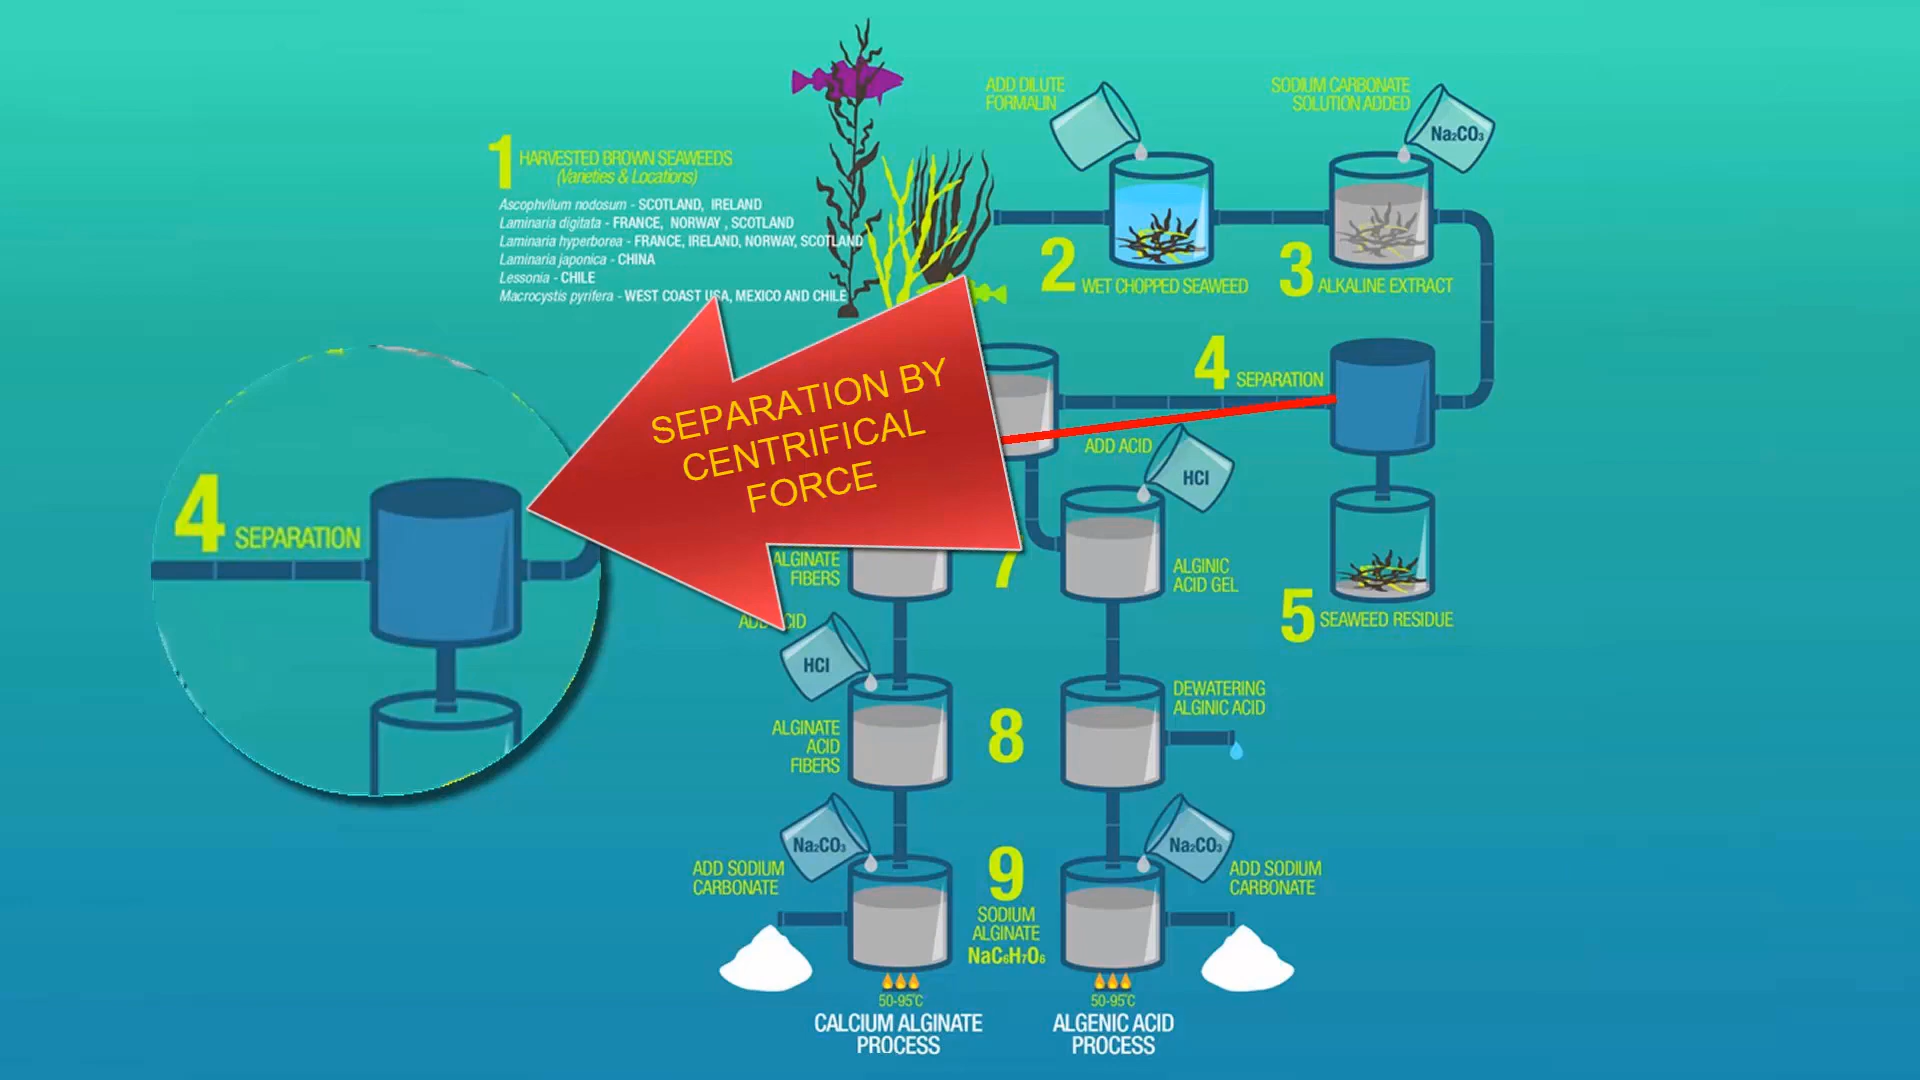 1 HARVESTED BROWN SEAWEEDS
(Varieties & Locations)
Ascophvllum nodosum - SCOTLAND, IRELAND
Laminaria digitata - FRANCE, NORWAY , SCOTLAND
Laminaria hyperborea - FRANCE, IRELAND, NORWAY, SCOTLAND
Laminaria japonica - CHINA
Lessonia - CHILE
Macrocystis pyrifera - WEST COAST USA, MEXICO AND CHILE
ADD DILUTE
FORMALIN
2 WET CHOPPED SEAWEED
SODIUM CARBONATE
SOLUTION ADDED
Na₂CO₃
3 ALKALINE EXTRACT
4 SEPARATION
5 SEAWEED RESIDUE
4 SEPARATION
SEPARATION BY
CENTRIFICAL
FORCE
ADD ACID
HCl
7
ALGINATE
FIBERS
ALGINIC
ACID GEL
HCl
8
ALGINATE
ACID
FIBERS
DEWATERING
ALGINIC ACID
Na₂CO₃
ADD SODIUM
CARBONATE
9
SODIUM
ALGINATE
NaC₆H₇O₆
Na₂CO₃
ADD SODIUM
CARBONATE
50-95°C
CALCIUM ALGINATE
PROCESS
50-95°C
ALGENIC ACID
PROCESS